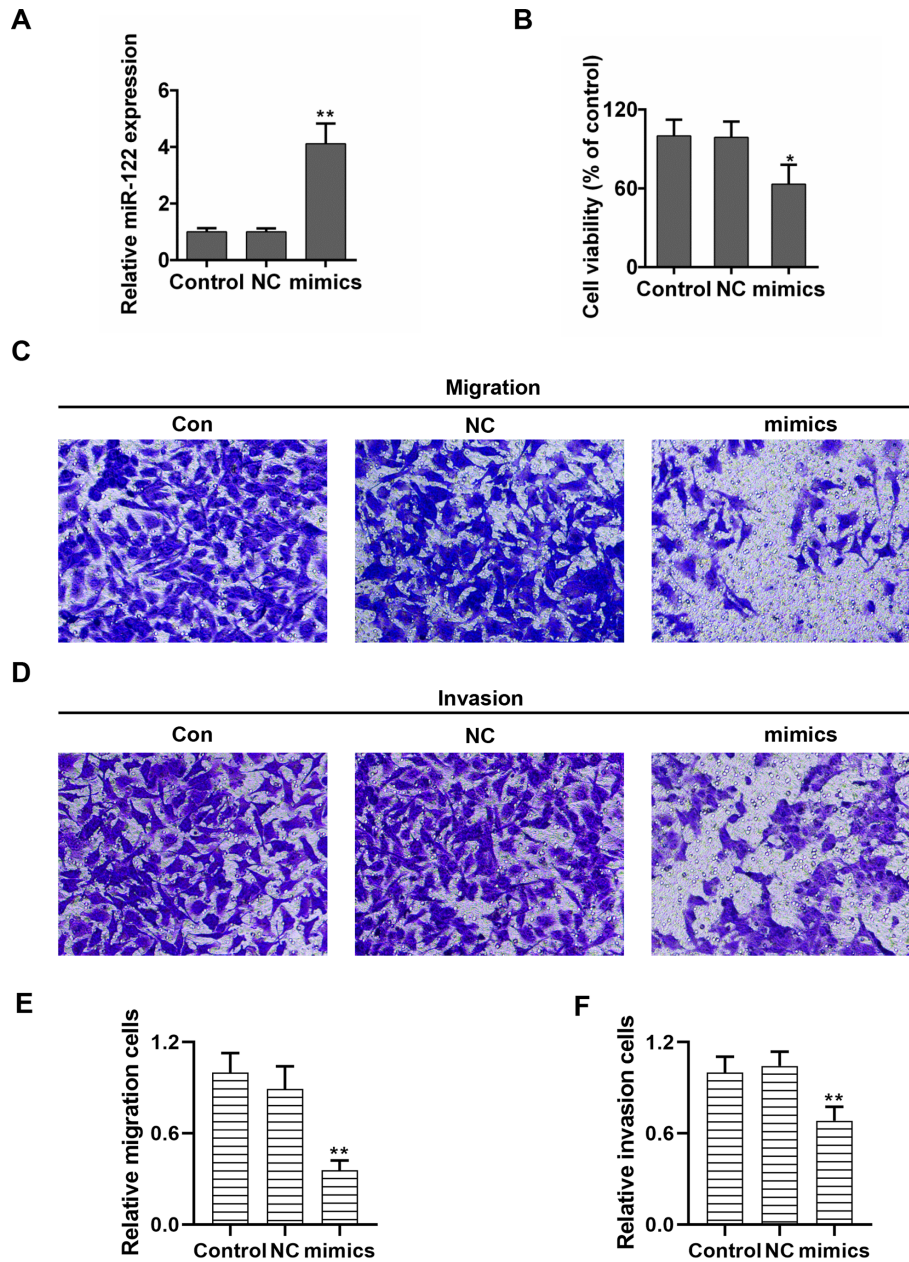 A
Relative miR-122 expression
6
4
2
0
**
Control NC mimics
B
Cell viability (% of control)
120
60
0
*
Control NC mimics
C
Migration
Con NC mimics
D
Invasion
Con NC mimics
E
Relative migration cells
1.2
0.6
0.0
**
Control NC mimics
F
Relative invasion cells
1.2
0.6
0.0
**
Control NC mimics